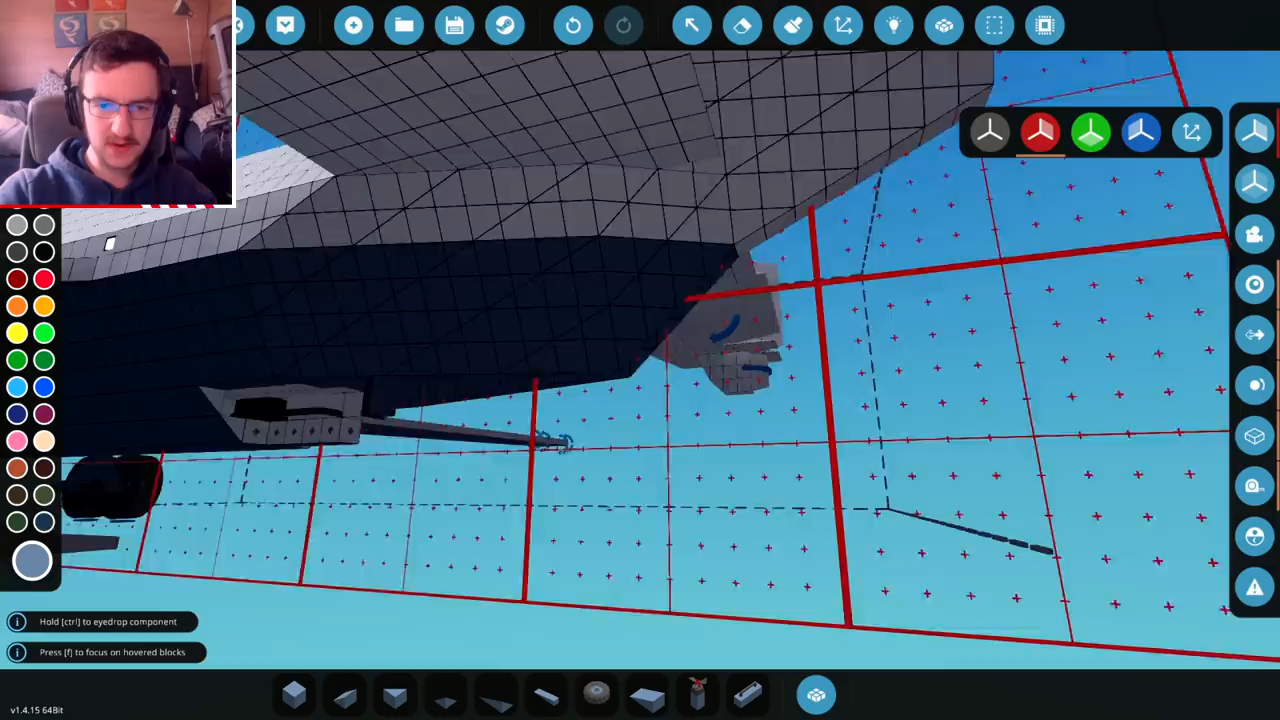 Hold [ctrl] to eyedrop component
Press [f] to focus on hovered blocks
v1.4.15 64Bit